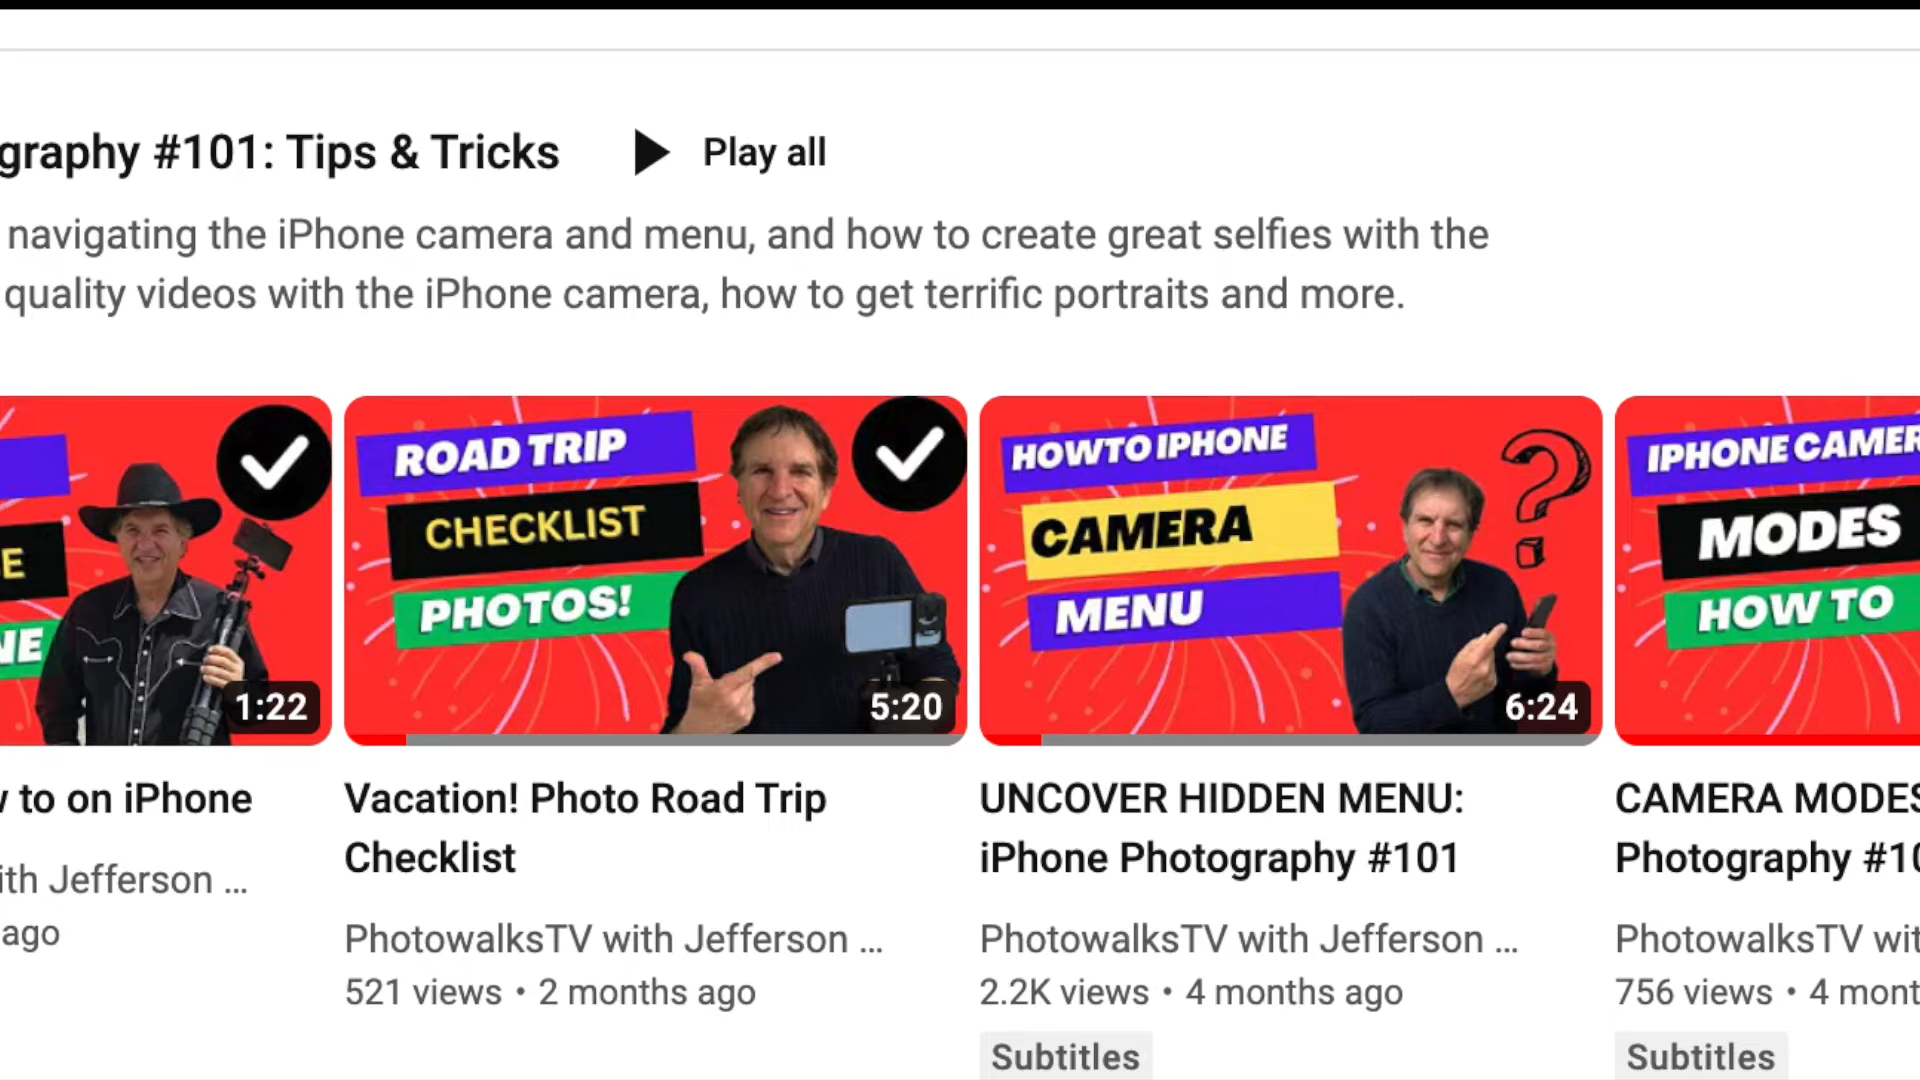 graphy #101: Tips & Tricks
Play all
navigating the iPhone camera and menu, and how to create great selfies with the
quality videos with the iPhone camera, how to get terrific portraits and more.
E
NE
1:22
ROAD TRIP
CHECKLIST
PHOTOS!
5:20
HOWTO IPHONE
CAMERA
MENU
?
6:24
IPHONE CAMER
MODES
HOW TO
w to on iPhone
ith Jefferson ...
ago
Vacation! Photo Road Trip
Checklist
PhotowalksTV with Jefferson ...
521 views • 2 months ago
UNCOVER HIDDEN MENU:
iPhone Photography #101
PhotowalksTV with Jefferson ...
2.2K views • 4 months ago
Subtitles
CAMERA MODES
Photography #10
PhotowalksTV wit
756 views • 4 mont
Subtitles